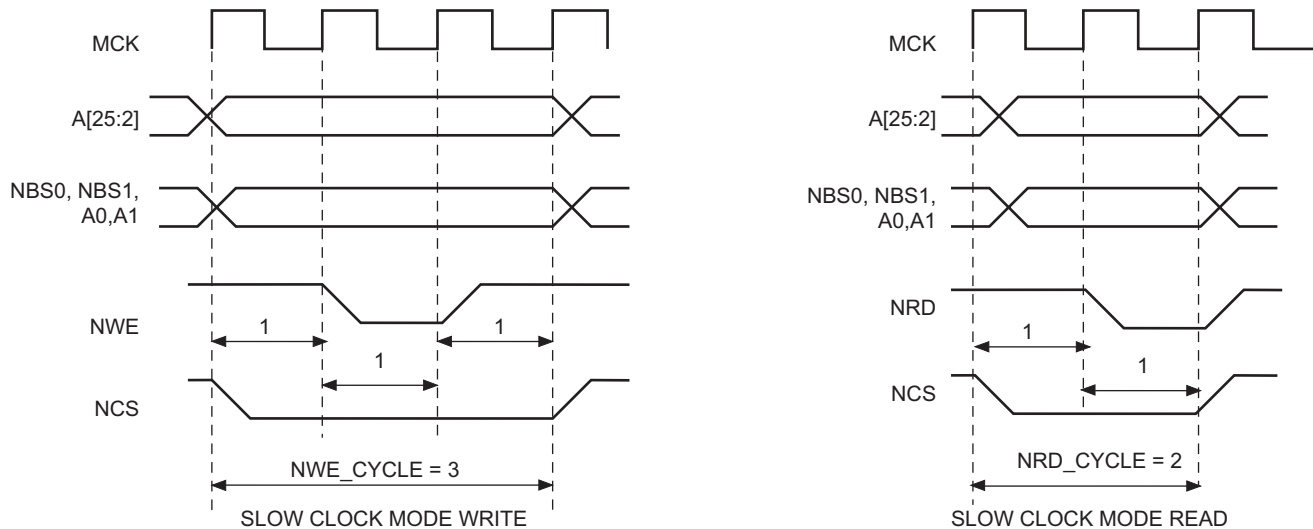 MCK
A[25:2]
NBS0, NBS1,
A0,A1
NWE
1
1
1
NCS
NWE_CYCLE = 3
SLOW CLOCK MODE WRITE
MCK
A[25:2]
NBS0, NBS1,
A0,A1
NRD
1
1
NCS
NRD_CYCLE = 2
SLOW CLOCK MODE READ